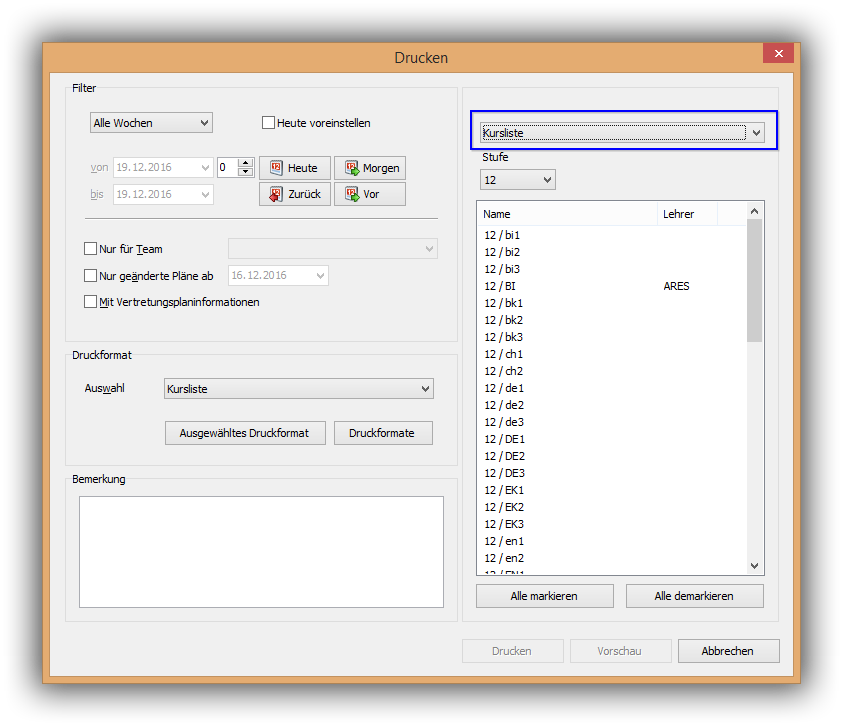 Drucken
Filter
Alle Wochen
Heute voreinstellen
von 19.12.2016 0 Heute Morgen
bis 19.12.2016 Zurück Vor
Nur für Team
Nur geänderte Pläne ab 16.12.2016
Mit Vertretungsplaninformationen
Druckformat
Auswahl Kursliste
Ausgewähltes Druckformat Druckformate
Bemerkung
Kursliste
Stufe
12
Name Lehrer
12 / bi1
12 / bi2
12 / bi3
12 / BI ARES
12 / bk1
12 / bk2
12 / bk3
12 / ch1
12 / ch2
12 / de1
12 / de2
12 / de3
12 / DE1
12 / DE2
12 / DE3
12 / EK1
12 / EK2
12 / EK3
12 / en1
12 / en2
12 / EN1
Alle markieren Alle demarkieren
Drucken Vorschau Abbrechen